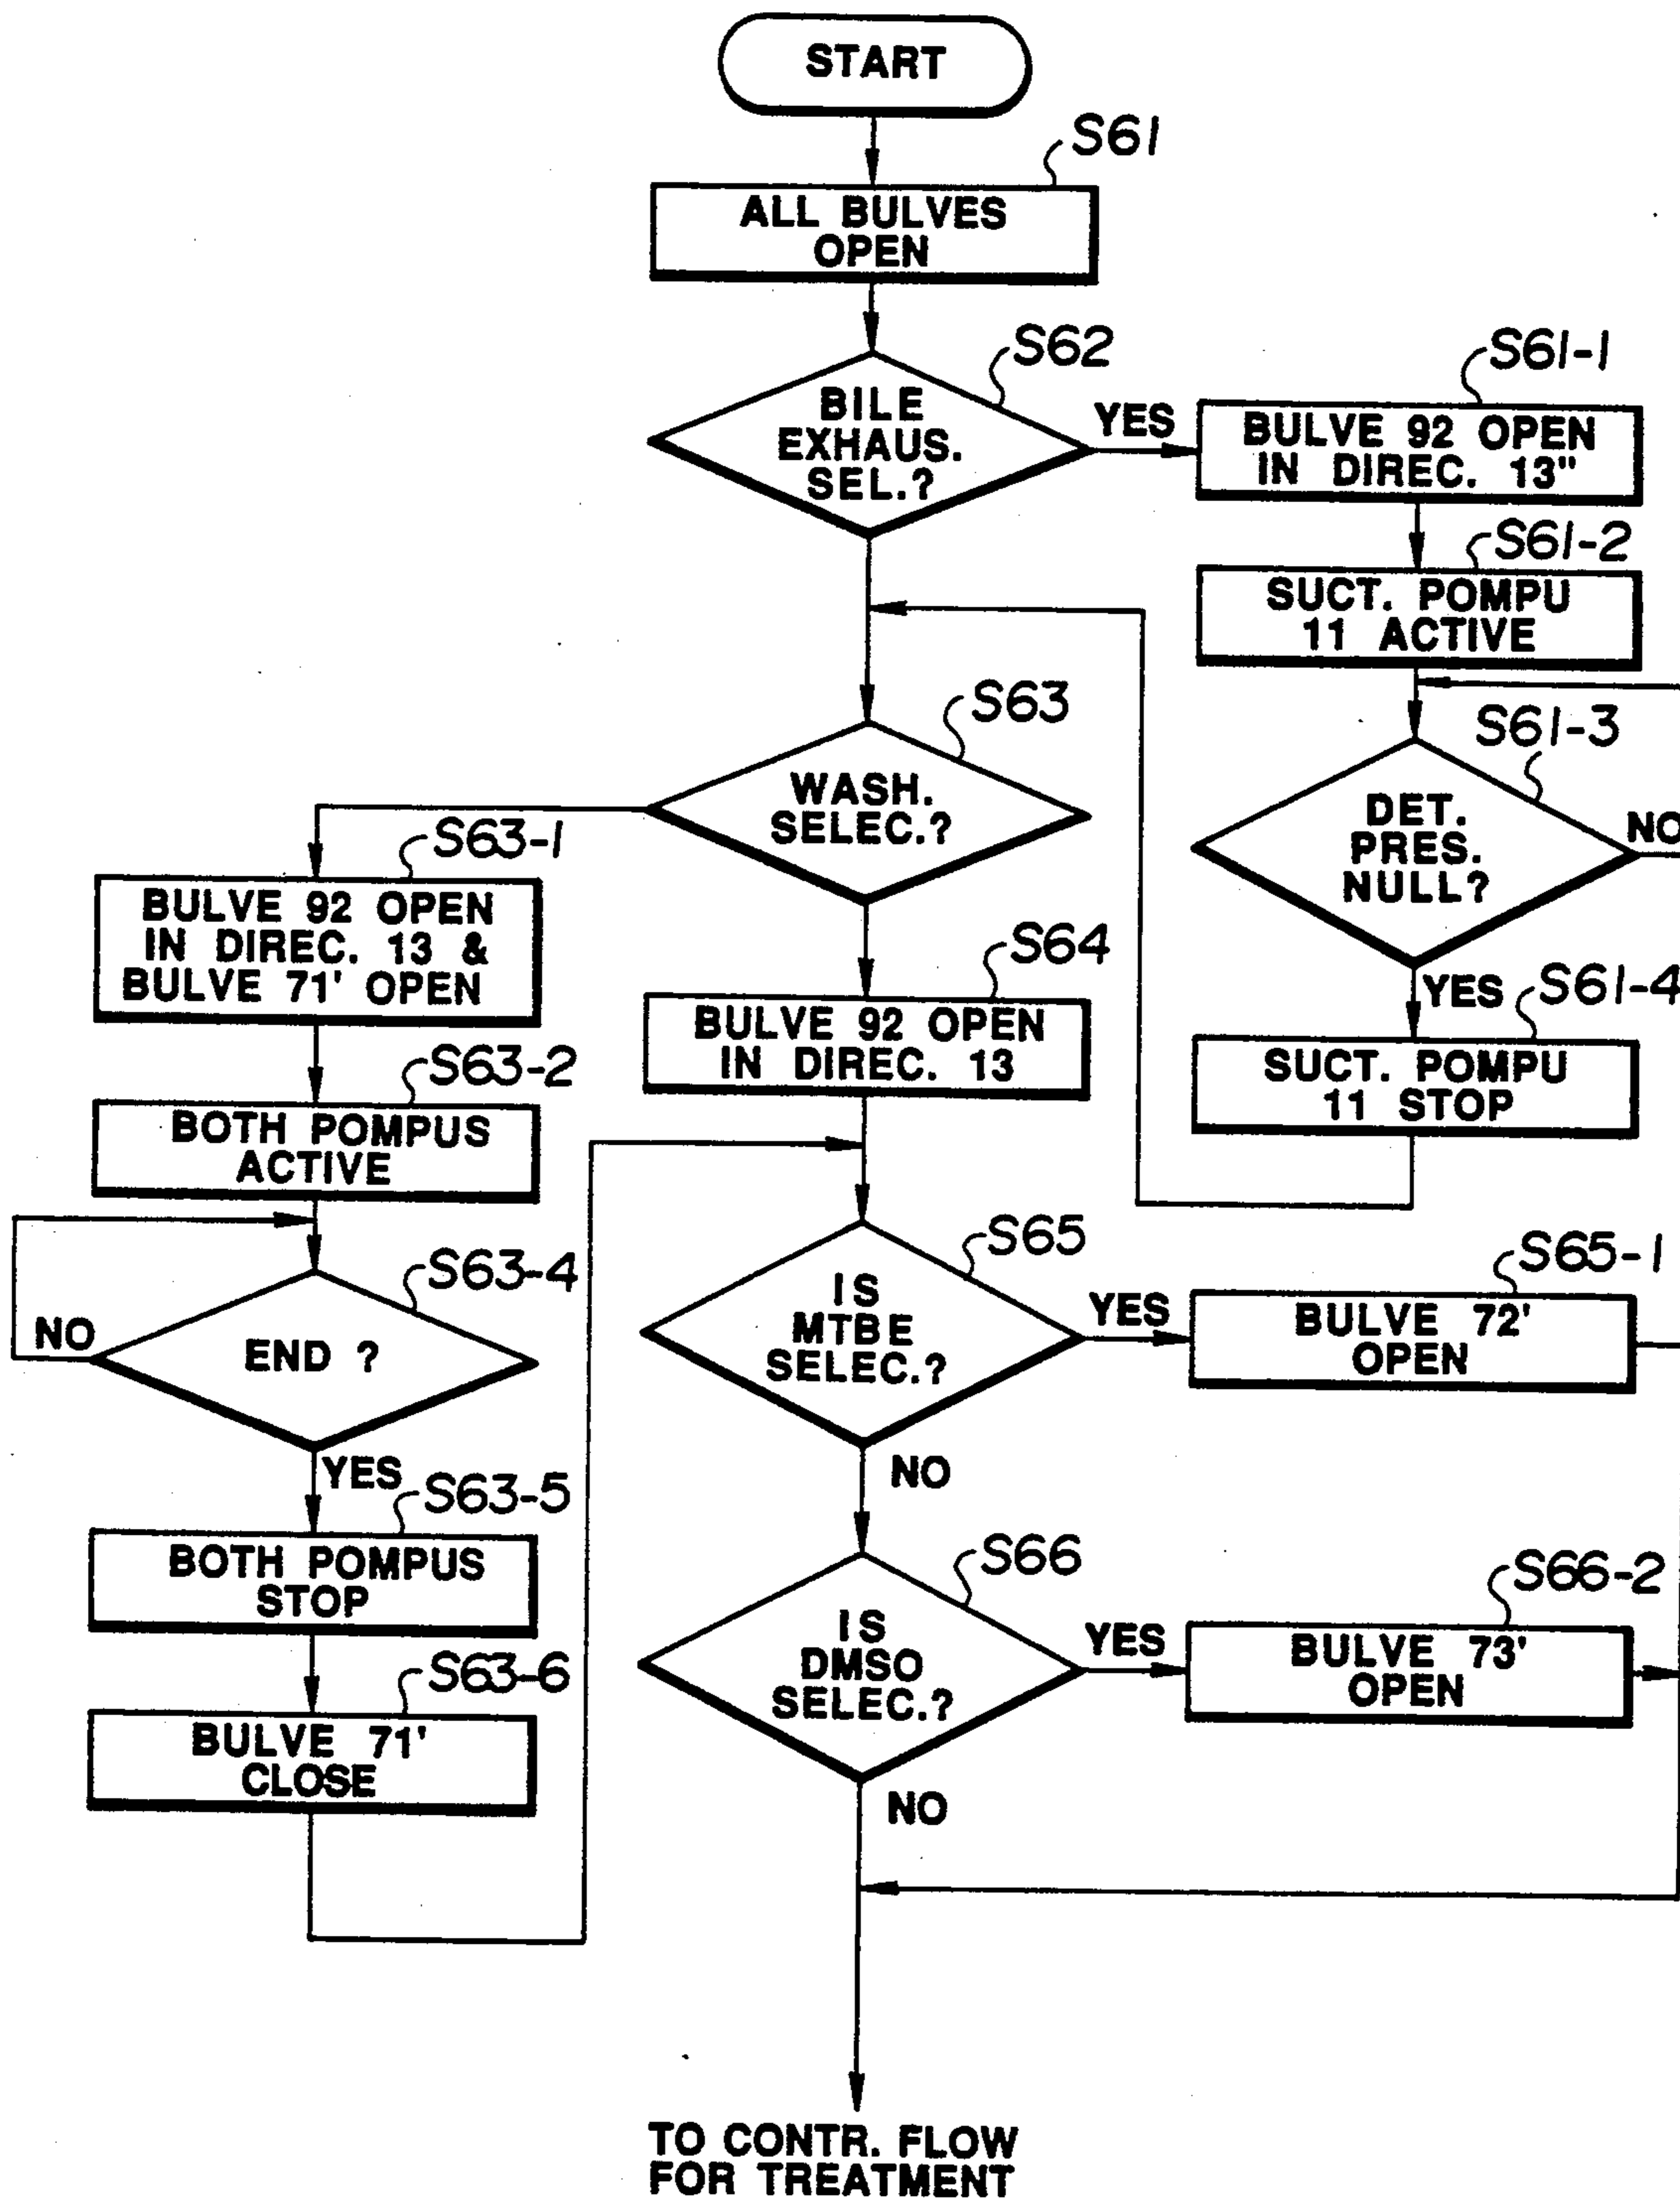 START
S61
ALL BULVES
OPEN
S62
BILE
EXHAUS.
SEL.?
YES
S61-1
BULVE 92 OPEN
IN DIREC. 13"
S61-2
SUCT. POMPU
11 ACTIVE
S61-3
DET.
PRES.
NULL?
NO
YES
S61-4
SUCT. POMPU
11 STOP
S63
WASH.
SELEC.?
S63-1
BULVE 92 OPEN
IN DIREC. 13 &
BULVE 71' OPEN
S63-2
BOTH POMPUS
ACTIVE
S63-4
END ?
NO
YES
S63-5
BOTH POMPUS
STOP
S63-6
BULVE 71'
CLOSE
S64
BULVE 92 OPEN
IN DIREC. 13
S65
IS
MTBE
SELEC.?
YES
S65-1
BULVE 72'
OPEN
NO
S66
IS
DMSO
SELEC.?
YES
S66-2
BULVE 73'
OPEN
NO
TO CONTR. FLOW
FOR TREATMENT